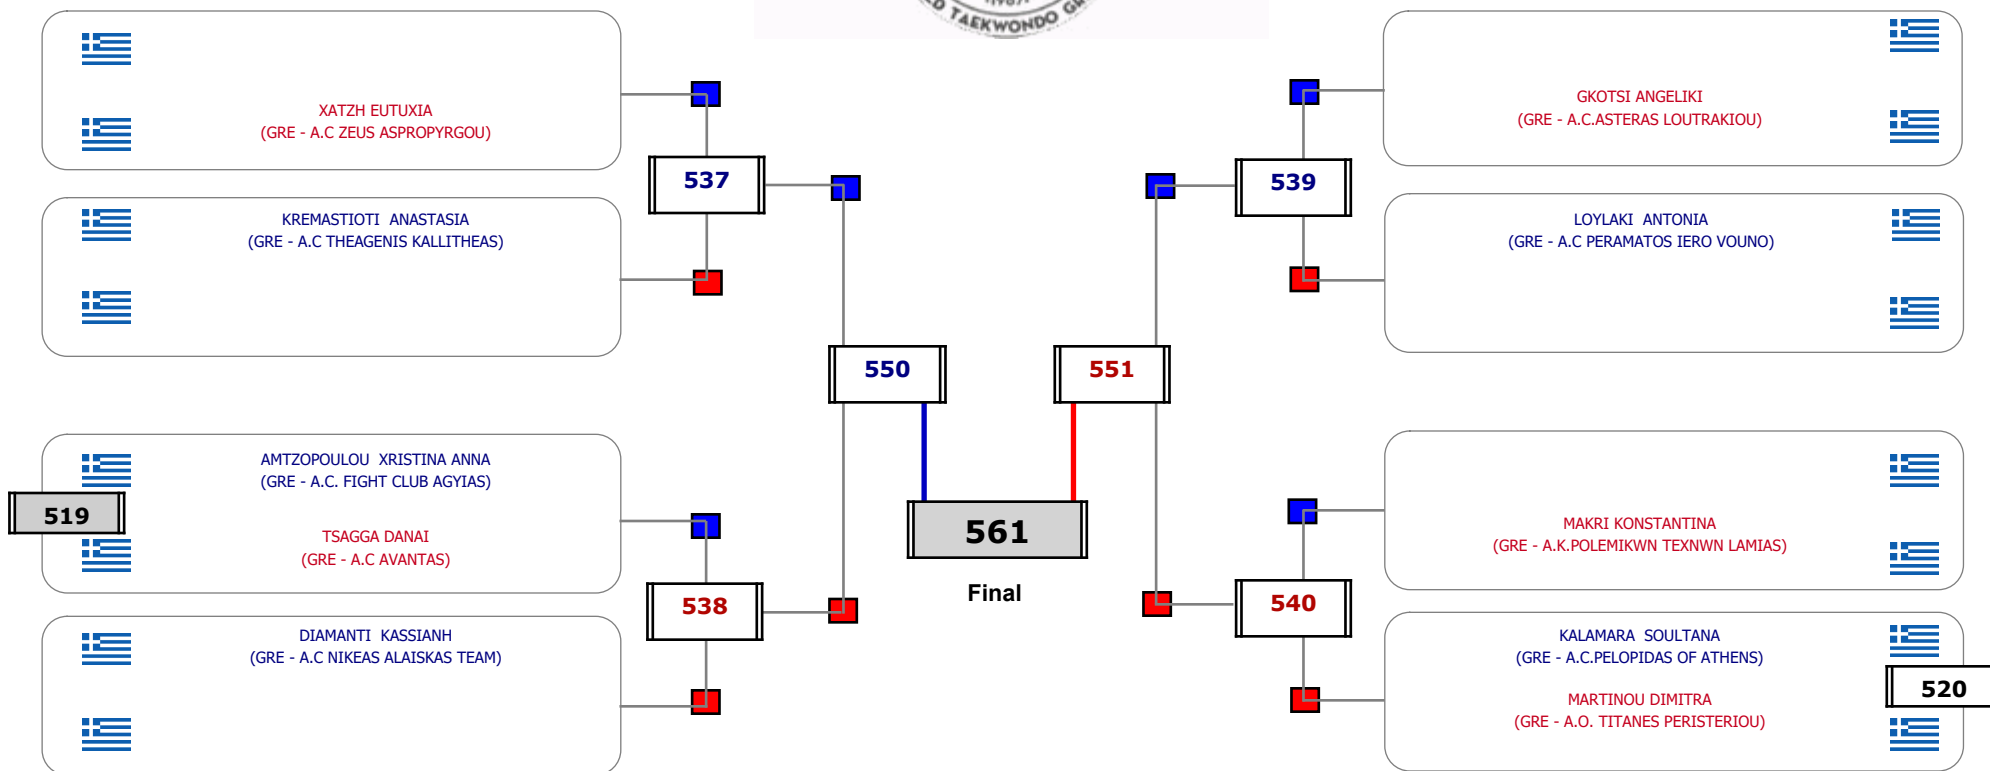 TAEKWONDO
XATZH EUTUXIA
(GRE - A.C ZEUS ASPROPYRGOU)
537
KREMASTIOTI ANASTASIA
(GRE - A.C THEAGENIS KALLITHEAS)
550
519
AMTZOPOULOU XRISTINA ANNA
(GRE - A.C. FIGHT CLUB AGYIAS)
TSAGGA DANAI
(GRE - A.C AVANTAS)
538
DIAMANTI KASSIANH
(GRE - A.C NIKEAS ALAISKAS TEAM)
561
Final
GKOTSI ANGELIKI
(GRE - A.C.ASTERAS LOUTRAKIOU)
539
LOYLAKI ANTONIA
(GRE - A.C PERAMATOS IERO VOUNO)
551
MAKRI KONSTANTINA
(GRE - A.K.POLEMIKWN TEXNWN LAMIAS)
540
KALAMARA SOULTANA
(GRE - A.C.PELOPIDAS OF ATHENS)
520
MARTINOU DIMITRA
(GRE - A.O. TITANES PERISTERIOU)